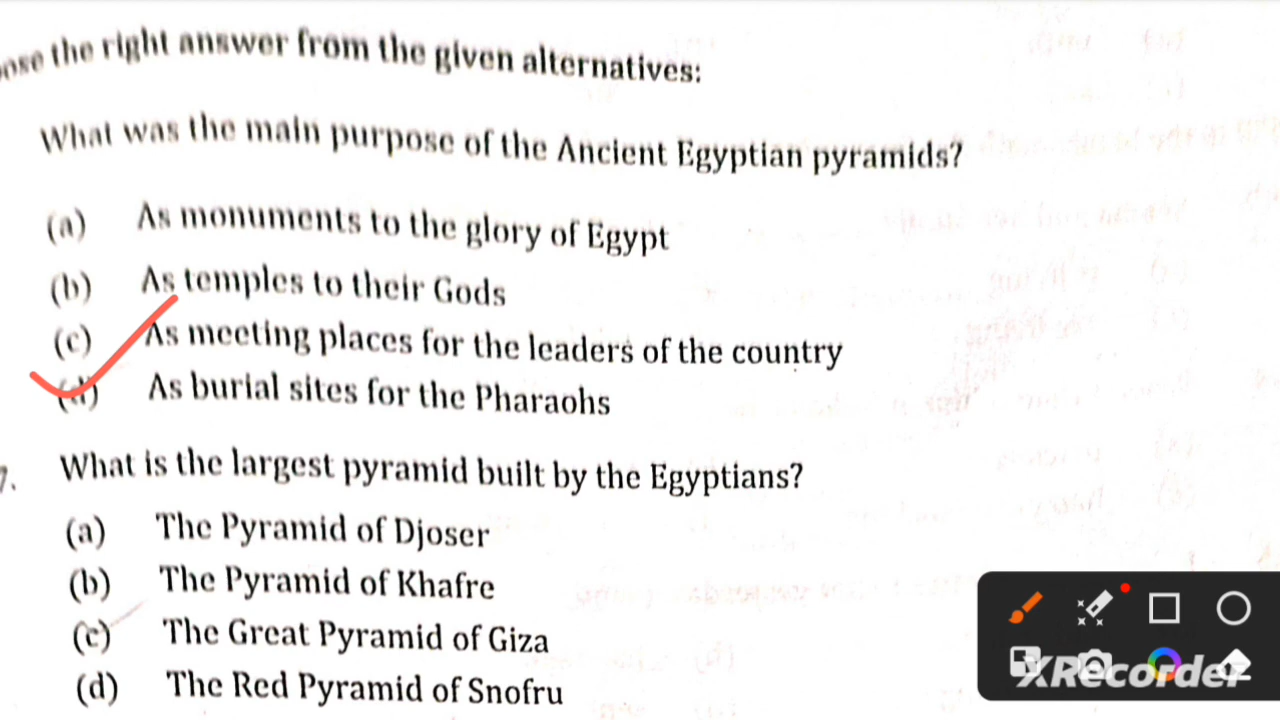 the right answer from the given alternatives:
What was the main purpose of the Ancient Egyptian pyramids?
(a) As monuments to the glory of Egypt
(b) As temples to their Gods
(c) As meeting places for the leaders of the country
(d) As burial sites for the Pharaohs
7. What is the largest pyramid built by the Egyptians?
(a) The Pyramid of Djoser
(b) The Pyramid of Khafre
(c) The Great Pyramid of Giza
(d) The Red Pyramid of Snofru
XRecorder